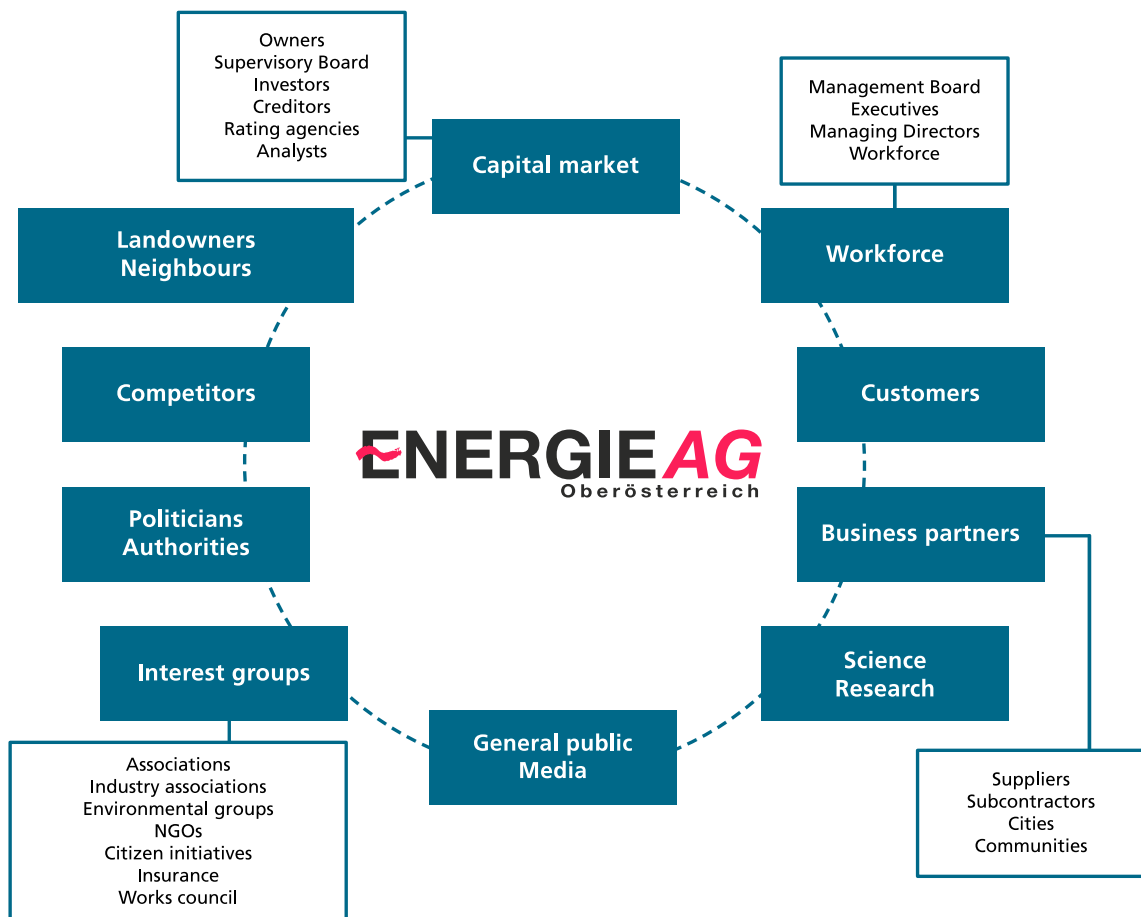 Owners
Supervisory Board
Investors
Creditors
Rating agencies
Analysts
Management Board
Executives
Managing Directors
Workforce
Capital market
Landowners
Neighbours
Workforce
Competitors
Customers
ENERGIE AG
Oberösterreich
Politicians
Authorities
Business partners
Interest groups
Science
Research
General public
Media
Associations
Industry associations
Environmental groups
NGOs
Citizen initiatives
Insurance
Works council
Suppliers
Subcontractors
Cities
Communities